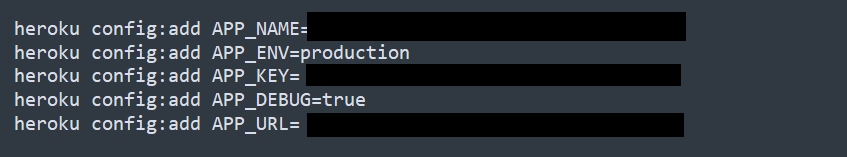 heroku config:add APP_NAME=
heroku config:add APP_ENV=production
heroku config:add APP_KEY=
heroku config:add APP_DEBUG=true
heroku config:add APP_URL=